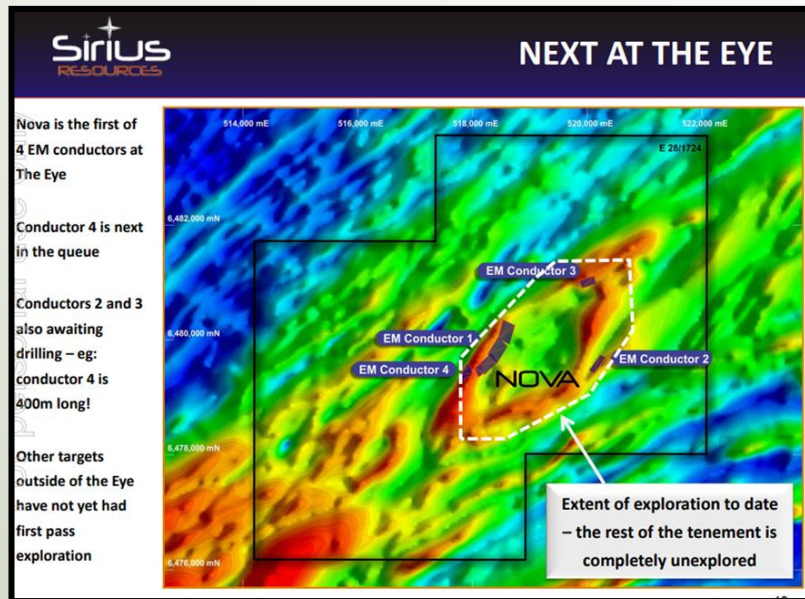 Sirius
RESOURCES
NEXT AT THE EYE
Nova is the first of
4 EM conductors at
The Eye
Conductor 4 is next
in the queue
Conductors 2 and 3
also awaiting
drilling – eg:
conductor 4 is
400m long!
Other targets
outside of the Eye
have not yet had
first pass
exploration
514,000 mE
516,000 mE
518,000 mE
520,000 mE
522,000 mE
E 28/1724
6,482,000 mN
6,480,000 mN
6,478,000 mN
6,476,000 mN
EM Conductor 3
EM Conductor 1
EM Conductor 4
EM Conductor 2
NOVA
Extent of exploration to date
– the rest of the tenement is
completely unexplored